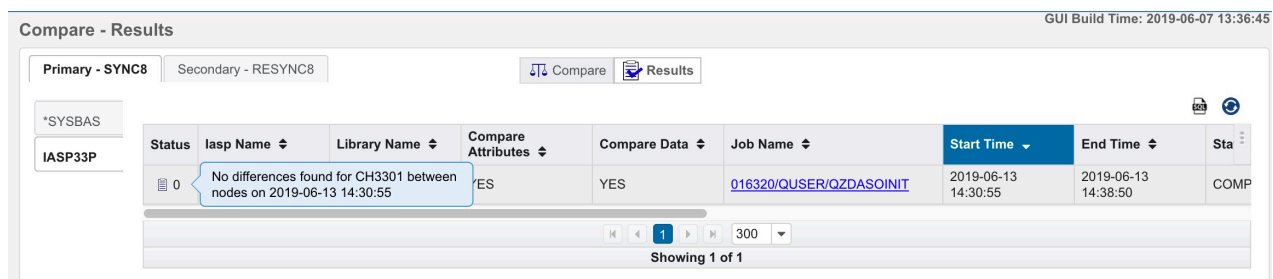 GUI Build Time: 2019-06-07 13:36:45
Compare - Results
Primary - SYNC8 Secondary - RESYNC8 Compare Results
SQL
*SYSBAS
IASP33P
Status Iasp Name Library Name Compare Attributes Compare Data Job Name Start Time End Time Sta
0 No differences found for CH3301 between
nodes on 2019-06-13 14:30:55
YES YES 016320/QUSER/QZDASOINIT 2019-06-13 14:30:55 2019-06-13 14:38:50 COMP
1 300
Showing 1 of 1